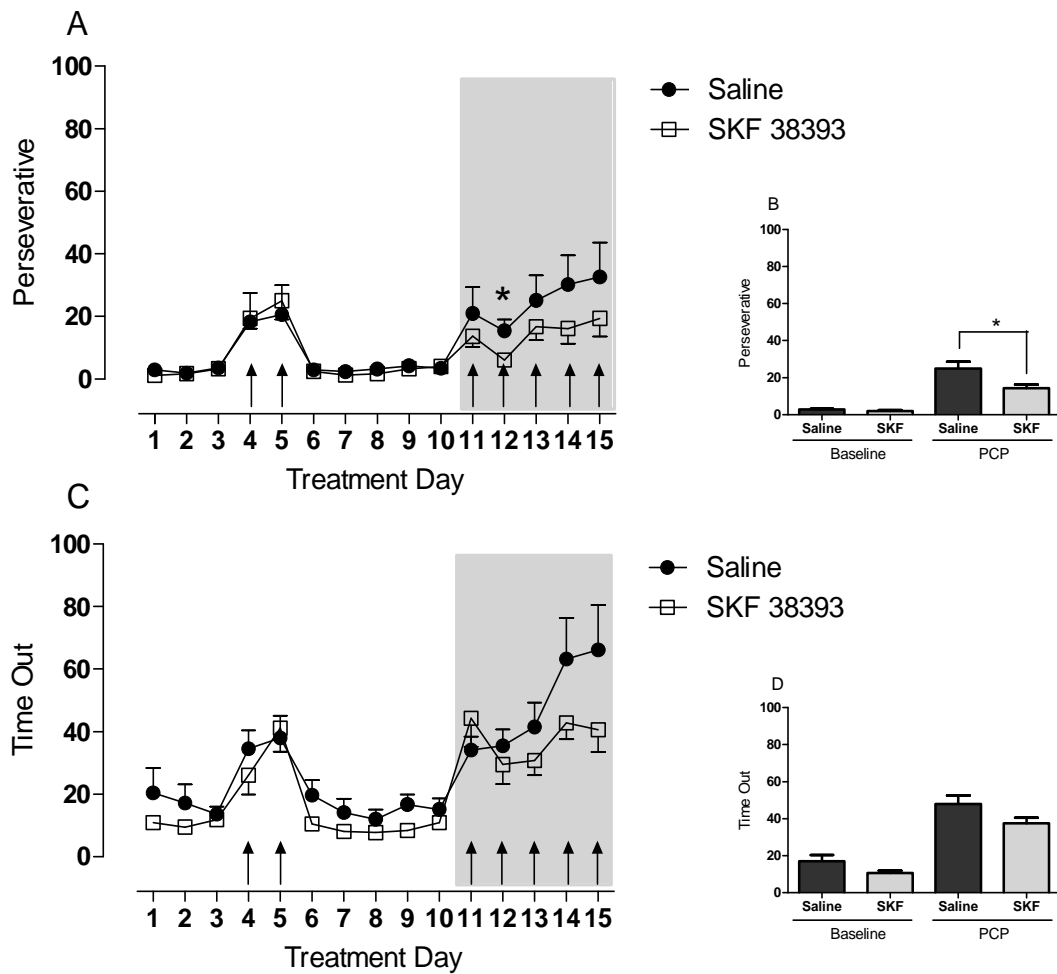 A
100
80
60
40
20
0
Perseverative
*
1 2 3 4 5 6 7 8 9 10 11 12 13 14 15
Treatment Day
Saline
SKF 38393
B
100
80
60
40
20
0
Perseverative
*
Saline SKF Saline SKF
Baseline PCP
C
100
80
60
40
20
0
Time Out
1 2 3 4 5 6 7 8 9 10 11 12 13 14 15
Treatment Day
Saline
SKF 38393
D
100
80
60
40
20
0
Time Out
Saline SKF Saline SKF
Baseline PCP